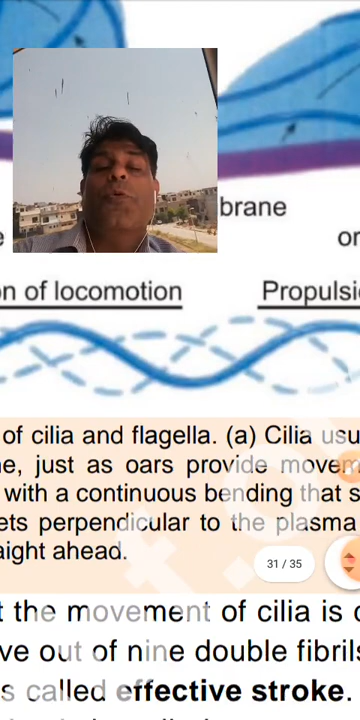 brane
or
on of locomotion
Propulsi
of cilia and flagella. (a) Cilia usu
ne, just as oars provide movem
with a continuous bending that s
ets perpendicular to the plasma
aight ahead.
31 / 35
t the movement of cilia is
ve out of nine double fibrils
s called effective stroke.